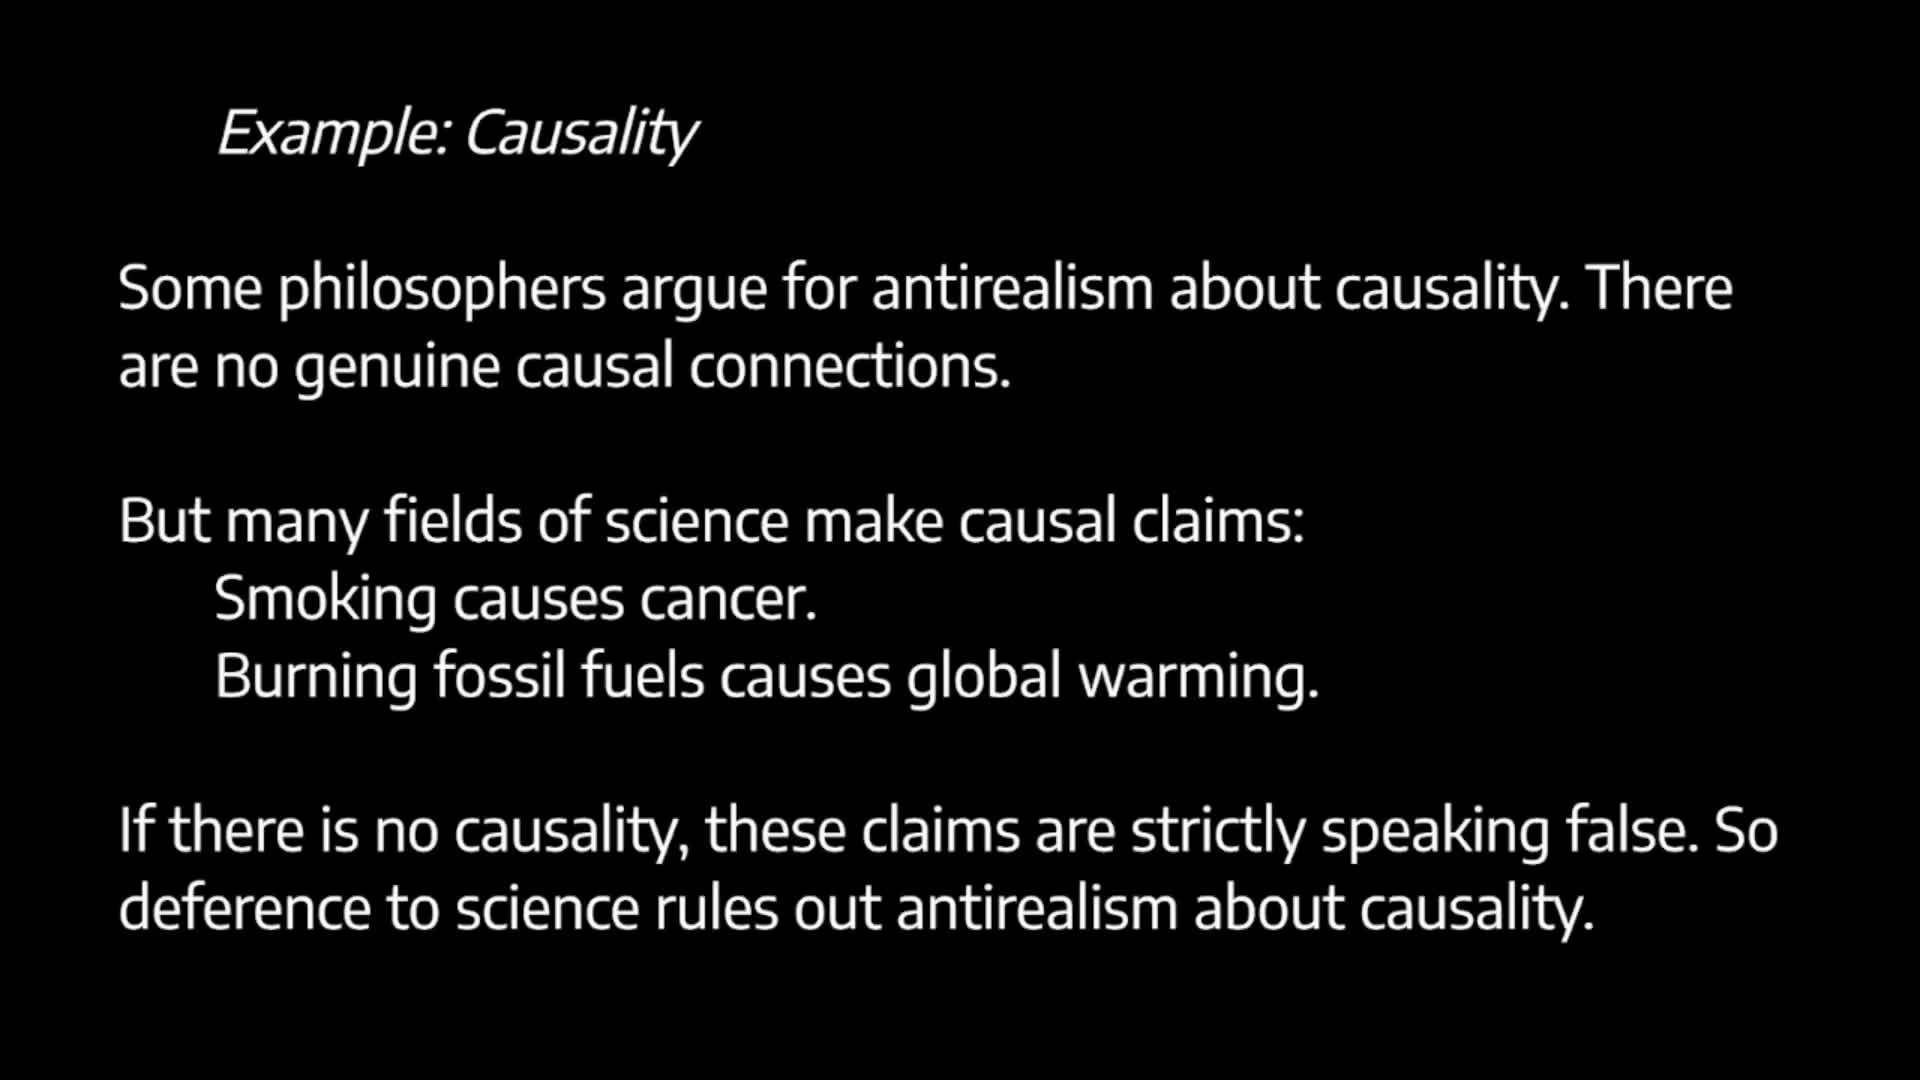 Example: Causality
Some philosophers argue for antirealism about causality. There
are no genuine causal connections.
But many fields of science make causal claims:
Smoking causes cancer.
Burning fossil fuels causes global warming.
If there is no causality, these claims are strictly speaking false. So
deference to science rules out antirealism about causality.